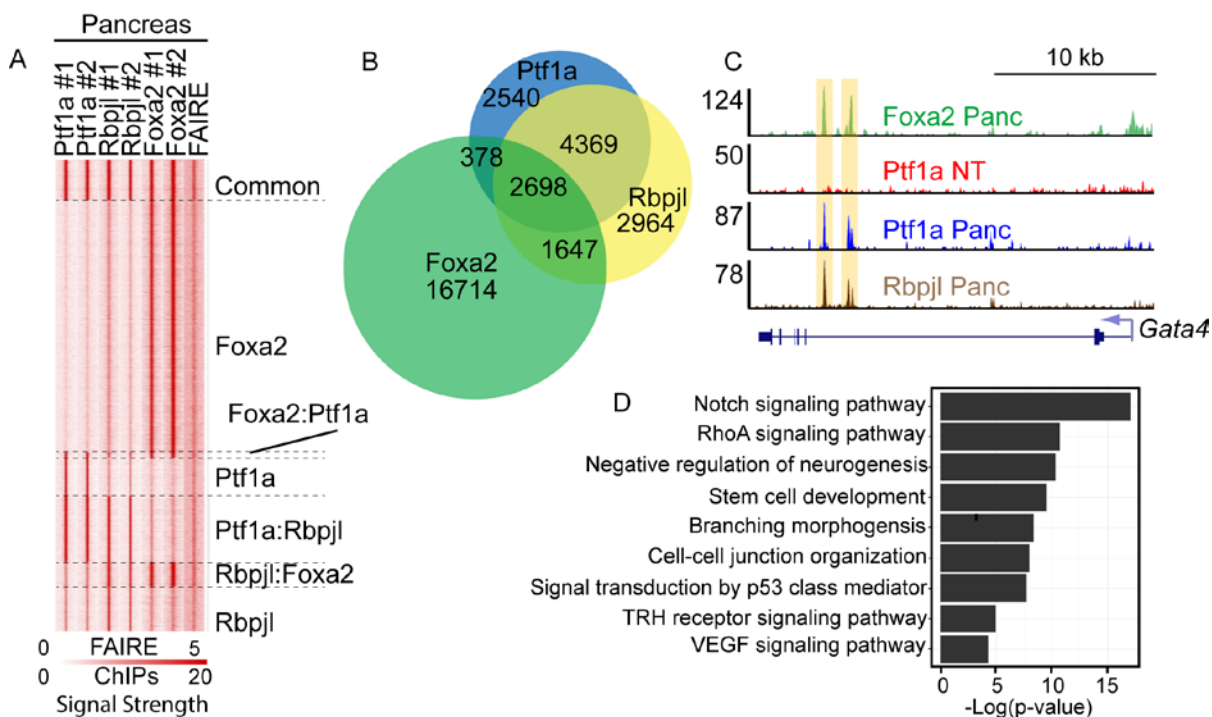 A
Pancreas
Ptf1a #1
Ptf1a #2
Rbpjl #1
Rbpjl #2
Foxa2 #1
Foxa2 #2
FAIRE
Common
Foxa2
Foxa2:Ptf1a
Ptf1a
Ptf1a:Rbpjl
Rbpjl:Foxa2
Rbpjl
0 FAIRE 5
0 ChIPs 20
Signal Strength
B
Ptf1a
2540
378
4369
2698
Rbpjl
2964
1647
Foxa2
16714
C
10 kb
124
Foxa2 Panc
50
Ptf1a NT
87
Ptf1a Panc
78
Rbpjl Panc
Gata4
D
Notch signaling pathway
RhoA signaling pathway
Negative regulation of neurogenesis
Stem cell development
Branching morphogensis
Cell-cell junction organization
Signal transduction by p53 class mediator
TRH receptor signaling pathway
VEGF signaling pathway
0 5 10 15
-Log(p-value)